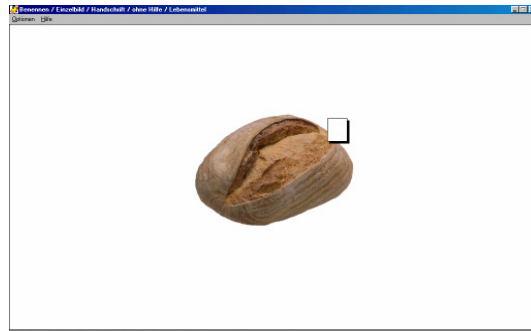 Benennen / Einzelbild / Handschrift / ohne Hilfe / Lebensmittel
Optionen Hilfe